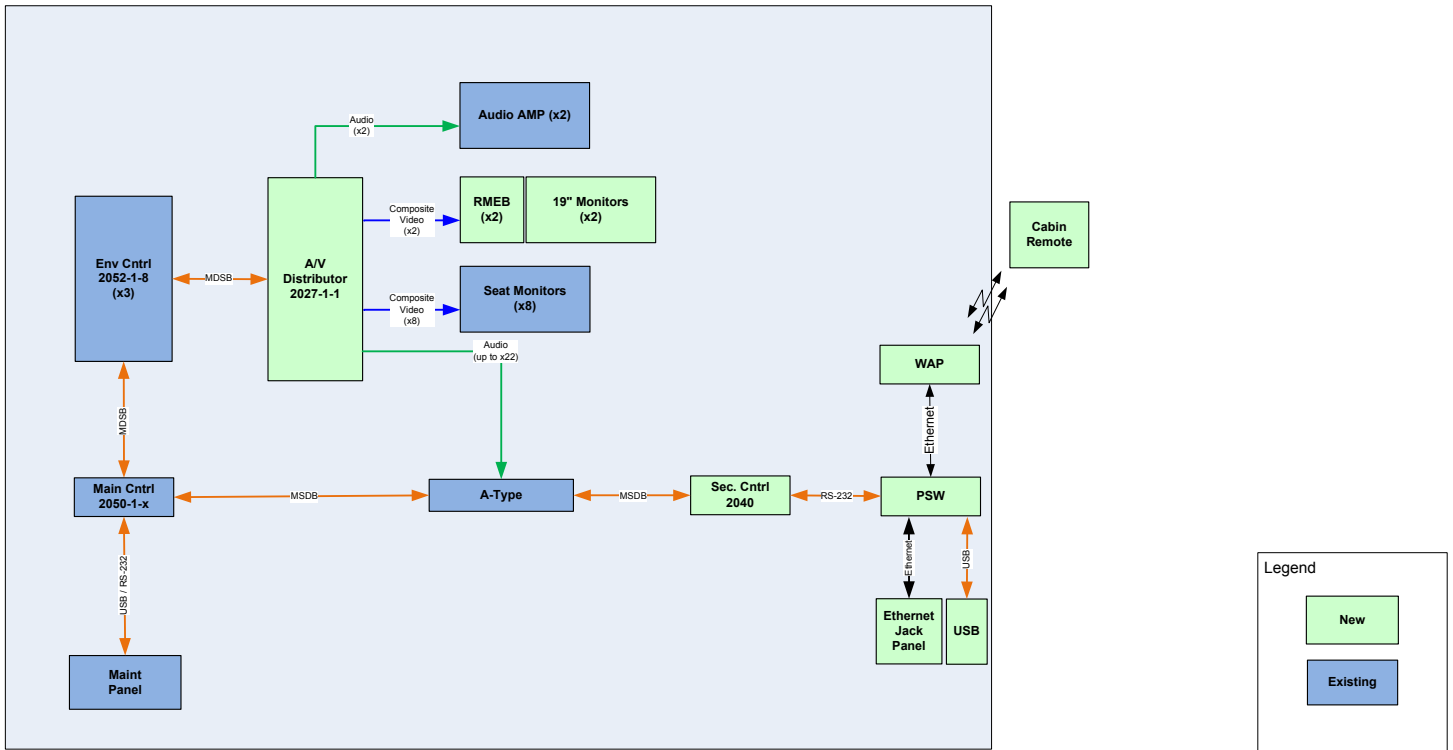 Audio AMP (x2)
Audio
(x2)
RMEB
(x2)
19" Monitors
(x2)
Composite
Video
(x2)
Cabin
Remote
Env Cntrl
2052-1-8
(x3)
MDSB
A/V
Distributor
2027-1-1
Seat Monitors
(x8)
Composite
Video
(x8)
Audio
(up to x22)
WAP
MDSB
Ethernet
Main Cntrl
2050-1-x
MSDB
A-Type
MSDB
Sec. Cntrl
2040
RS-232
PSW
USB / RS-232
Ethernet
USB
Ethernet
Jack
Panel
USB
Maint
Panel
Legend
New
Existing